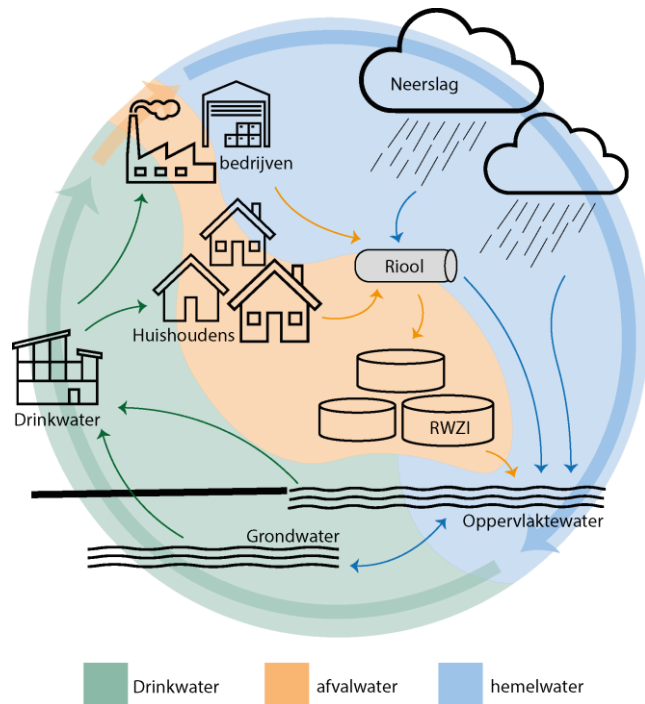 Neerslag
bedrijven
Riool
Huishoudens
Drinkwater
RWZI
Oppervlaktewater
Grondwater
Drinkwater
afvalwater
hemelwater